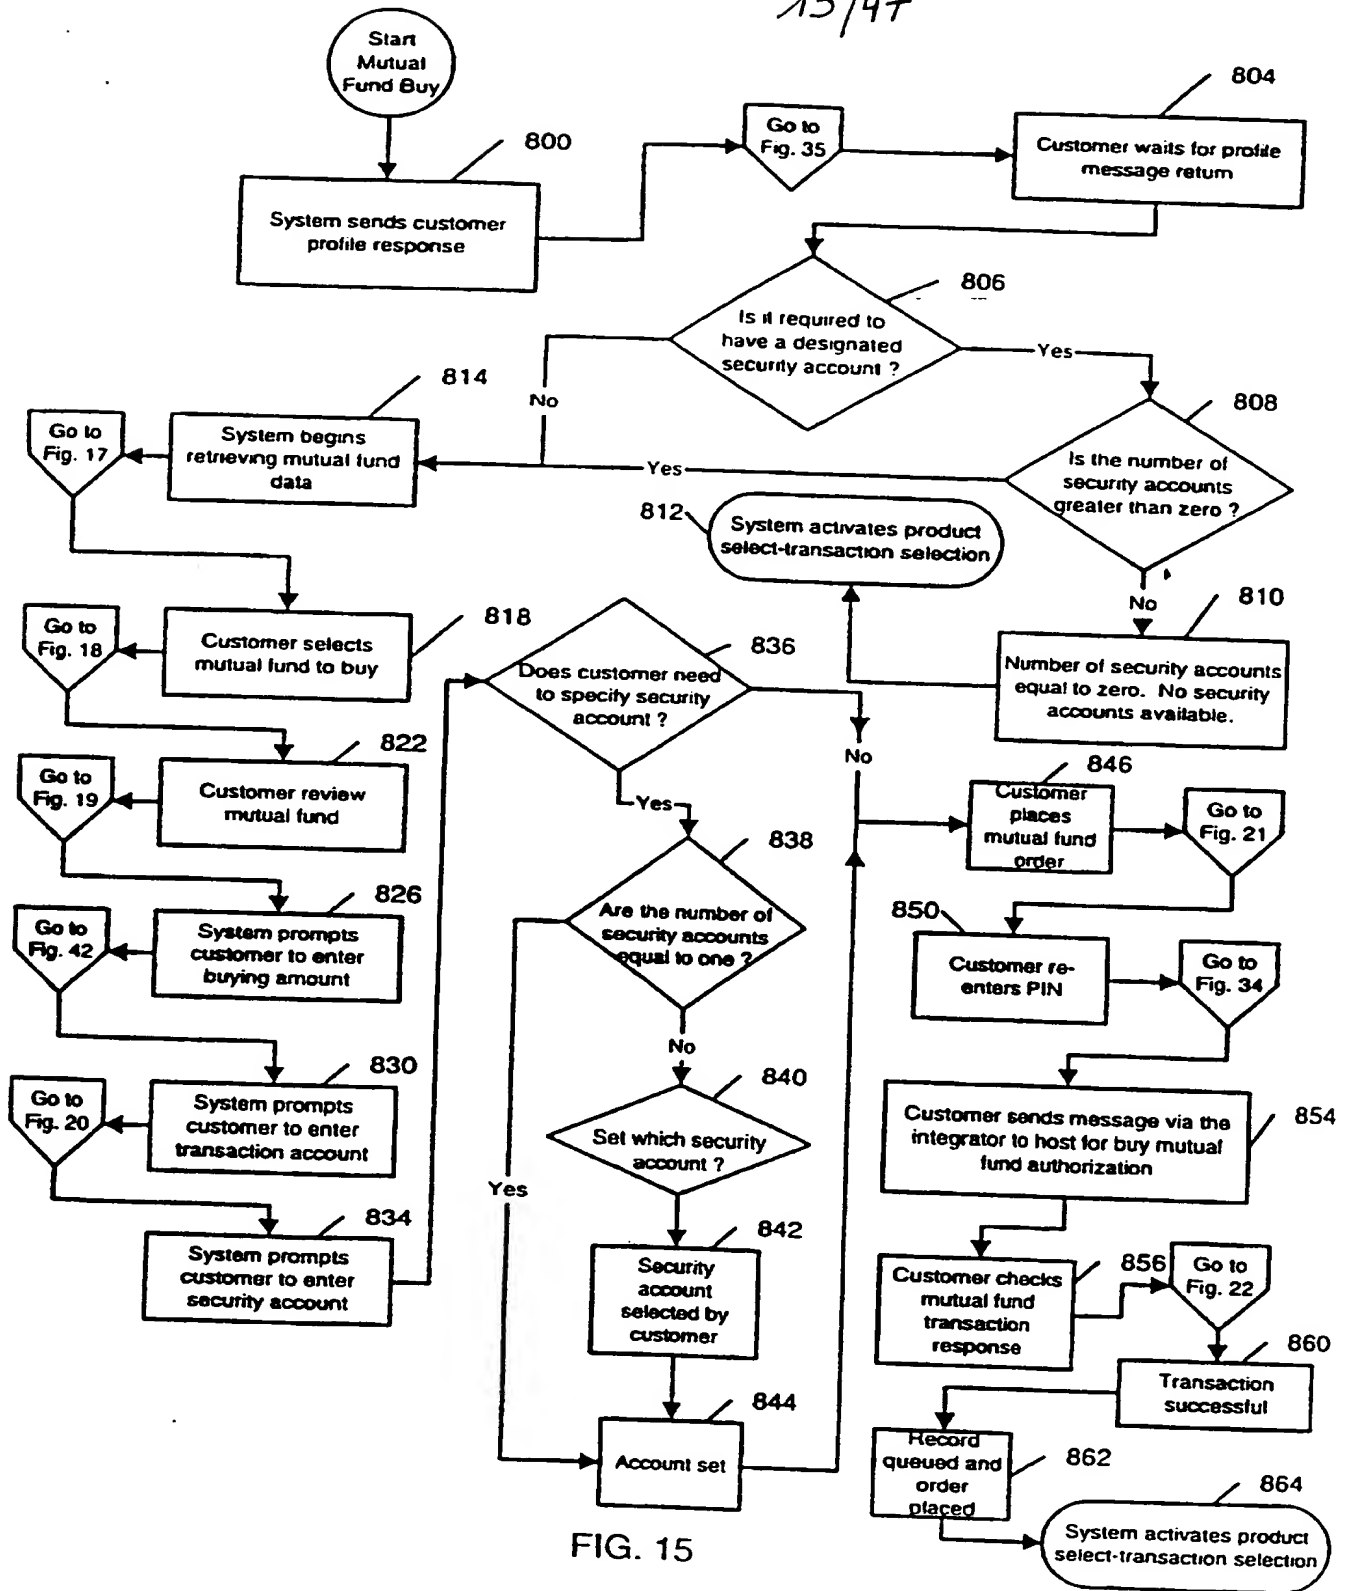 15/47
Start
Mutual
Fund Buy
800
System sends customer
profile response
Go to
Fig. 35
804
Customer waits for profile
message return
806
Is it required to
have a designated
security account ?
Yes
No
808
Is the number of
security accounts
greater than zero ?
Yes
No
810
Number of security accounts
equal to zero. No security
accounts available.
812
System activates product
select-transaction selection
814
System begins
retrieving mutual fund
data
Go to
Fig. 17
818
Customer selects
mutual fund to buy
Go to
Fig. 18
822
Customer review
mutual fund
Go to
Fig. 19
826
System prompts
customer to enter
buying amount
Go to
Fig. 42
830
System prompts
customer to enter
transaction account
Go to
Fig. 20
834
System prompts
customer to enter
security account
836
Does customer need
to specify security
account ?
No
Yes
838
Are the number of
security accounts
equal to one ?
Yes
No
840
Set which security
account ?
842
Security
account
selected by
customer
844
Account set
846
Customer
places
mutual fund
order
Go to
Fig. 21
850
Customer re-
enters PIN
Go to
Fig. 34
854
Customer sends message via the
integrator to host for buy mutual
fund authorization
856
Customer checks
mutual fund
transaction
response
Go to
Fig. 22
860
Transaction
successful
862
Record
queued and
order
placed
864
System activates product
select-transaction selection
FIG. 15